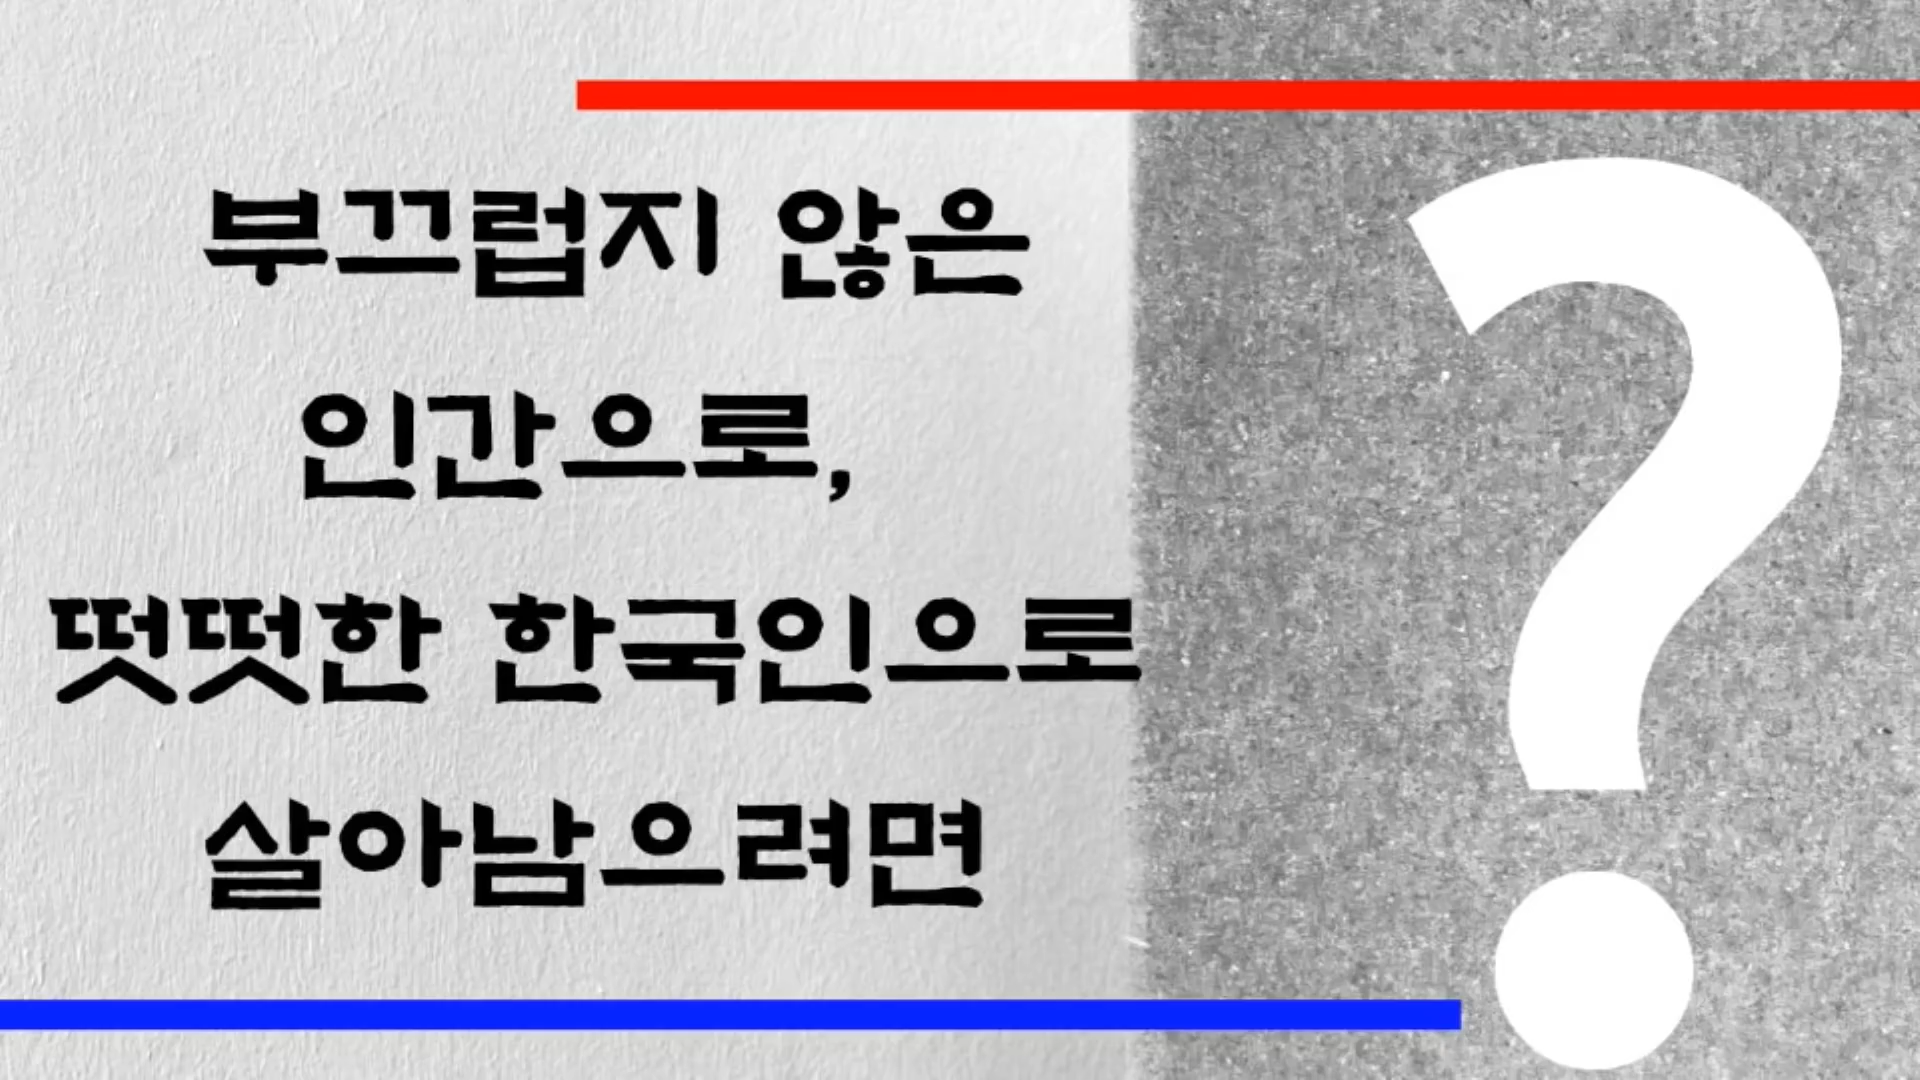 부끄럽지 않은
인간으로,
떳떳한 한국인으로
살아남으려면
?